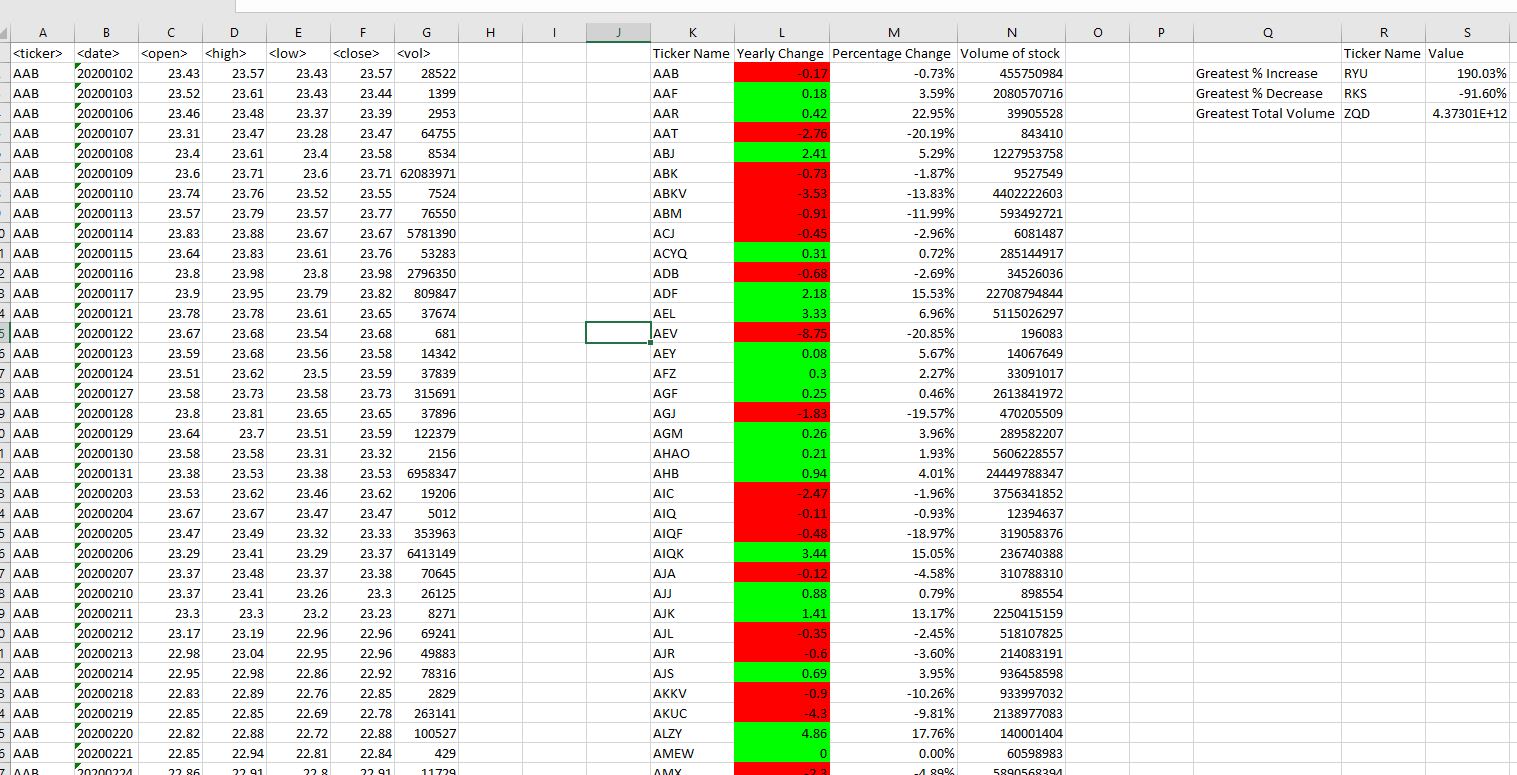 A B C D E F G H I J K L M N O P Q R S
<ticker> <date> <open> <high> <low> <close> <vol> Ticker Name Yearly Change Percentage Change Volume of stock Ticker Name Value
AAB 20200102 23.43 23.57 23.43 23.57 28522 AAB -0.17 -0.73% 455750984 Greatest % Increase RYU 190.03%
AAB 20200103 23.52 23.61 23.43 23.44 1399 AAF 0.18 3.59% 2080570716 Greatest % Decrease RKS -91.60%
AAB 20200106 23.46 23.48 23.37 23.39 2953 AAR 0.42 22.95% 39905528 Greatest Total Volume ZQD 4.37301E+12
AAB 20200107 23.31 23.47 23.28 23.47 64755 AAT -2.76 -20.19% 843410
AAB 20200108 23.4 23.61 23.4 23.58 8534 ABJ 2.41 5.29% 1227953758
AAB 20200109 23.6 23.71 23.6 23.71 62083971 ABK -0.73 -1.87% 9527549
AAB 20200110 23.74 23.76 23.52 23.55 7524 ABKV -3.53 -13.83% 4402222603
AAB 20200113 23.57 23.79 23.57 23.77 76550 ABM -0.91 -11.99% 593492721
AAB 20200114 23.83 23.88 23.67 23.67 5781390 ACJ -0.45 -2.96% 6081487
AAB 20200115 23.64 23.83 23.61 23.76 53283 ACYQ 0.31 0.72% 285144917
AAB 20200116 23.8 23.98 23.8 23.98 2796350 ADB -0.68 -2.69% 34526036
AAB 20200117 23.9 23.95 23.79 23.82 809847 ADF 2.18 15.53% 22708794844
AAB 20200121 23.78 23.78 23.61 23.65 37674 AEL 3.33 6.96% 5115026297
AAB 20200122 23.67 23.68 23.54 23.68 681 AEV -8.75 -20.85% 196083
AAB 20200123 23.59 23.68 23.56 23.58 14342 AEY 0.08 5.67% 14067649
AAB 20200124 23.51 23.62 23.5 23.59 37839 AFZ 0.3 2.27% 33091017
AAB 20200127 23.58 23.73 23.58 23.73 315691 AGF 0.25 0.46% 2613841972
AAB 20200128 23.8 23.81 23.65 23.65 37896 AGJ -1.83 -19.57% 470205509
AAB 20200129 23.64 23.7 23.51 23.59 122379 AGM 0.26 3.96% 289582207
AAB 20200130 23.58 23.58 23.31 23.32 2156 AHAO 0.21 1.93% 5606228557
AAB 20200131 23.38 23.53 23.38 23.53 6958347 AHB 0.94 4.01% 24449788347
AAB 20200203 23.53 23.62 23.46 23.62 19206 AIC -2.47 -1.96% 3756341852
AAB 20200204 23.67 23.67 23.47 23.47 5012 AIQ -0.11 -0.93% 12394637
AAB 20200205 23.47 23.49 23.32 23.33 353963 AIQF -0.48 -18.97% 319058376
AAB 20200206 23.29 23.41 23.29 23.37 6413149 AIQK 3.44 15.05% 236740388
AAB 20200207 23.37 23.48 23.37 23.38 70645 AJA -0.12 -4.58% 310788310
AAB 20200210 23.37 23.41 23.26 23.3 26125 AJJ 0.88 0.79% 898554
AAB 20200211 23.3 23.3 23.2 23.23 8271 AJK 1.41 13.17% 2250415159
AAB 20200212 23.17 23.19 22.96 22.96 69241 AJL -0.35 -2.45% 518107825
AAB 20200213 22.98 23.04 22.95 22.96 49883 AJR -0.6 -3.60% 214083191
AAB 20200214 22.95 22.98 22.86 22.92 78316 AJS 0.69 3.95% 936458598
AAB 20200218 22.83 22.89 22.76 22.85 2829 AKKV -0.9 -10.26% 933997032
AAB 20200219 22.85 22.85 22.69 22.78 263141 AKUC -4.3 -9.81% 2138977083
AAB 20200220 22.82 22.88 22.72 22.88 100527 ALZY 4.86 17.76% 140001404
AAB 20200221 22.85 22.94 22.81 22.84 429 AMEW 0 0.00% 60598983
AAB 20200224 22.86 22.91 22.8 22.91 11729 AMX -2.3 -4.89% 5890568394